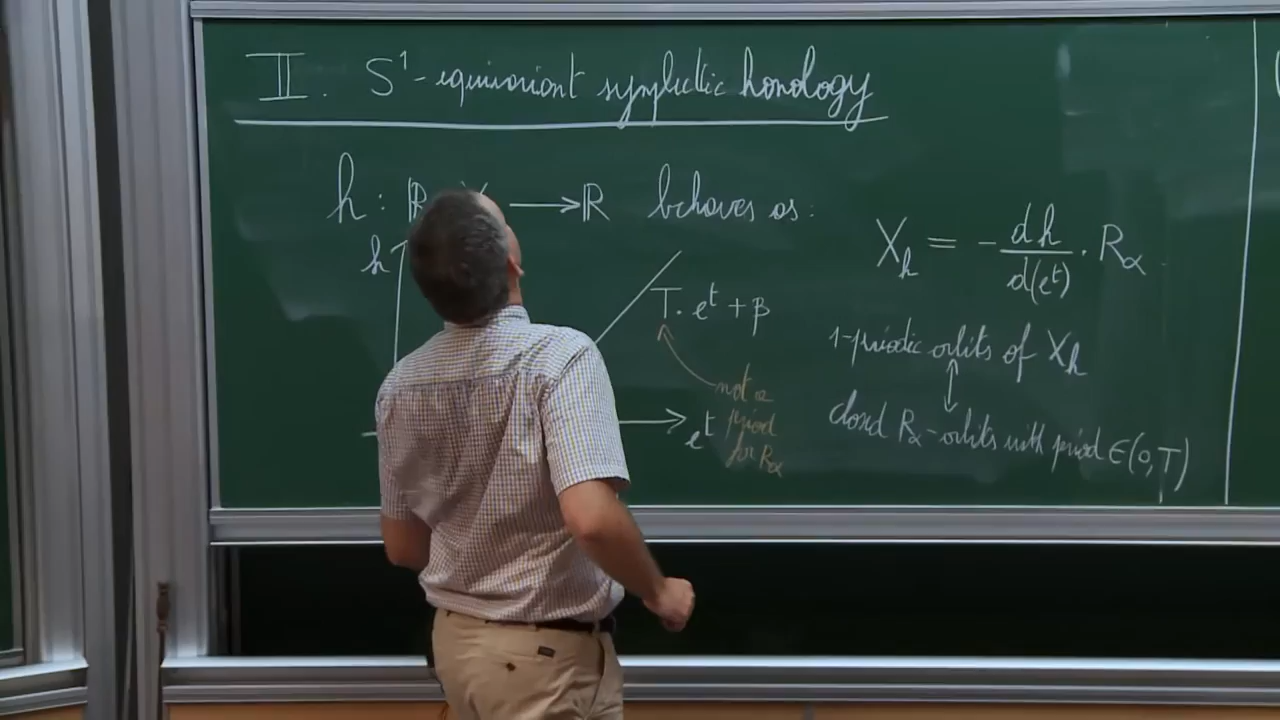 II. S¹-equivariant symplectic homology
h : ℝ → ℝ behaves as:
h
T. e^t + β
not a
period
for R_α
e^t
X_h = - dh/d(e^t) . R_α
1-periodic orbits of X_h
↕
closed R_α-orbits with period ∈ (0,T)